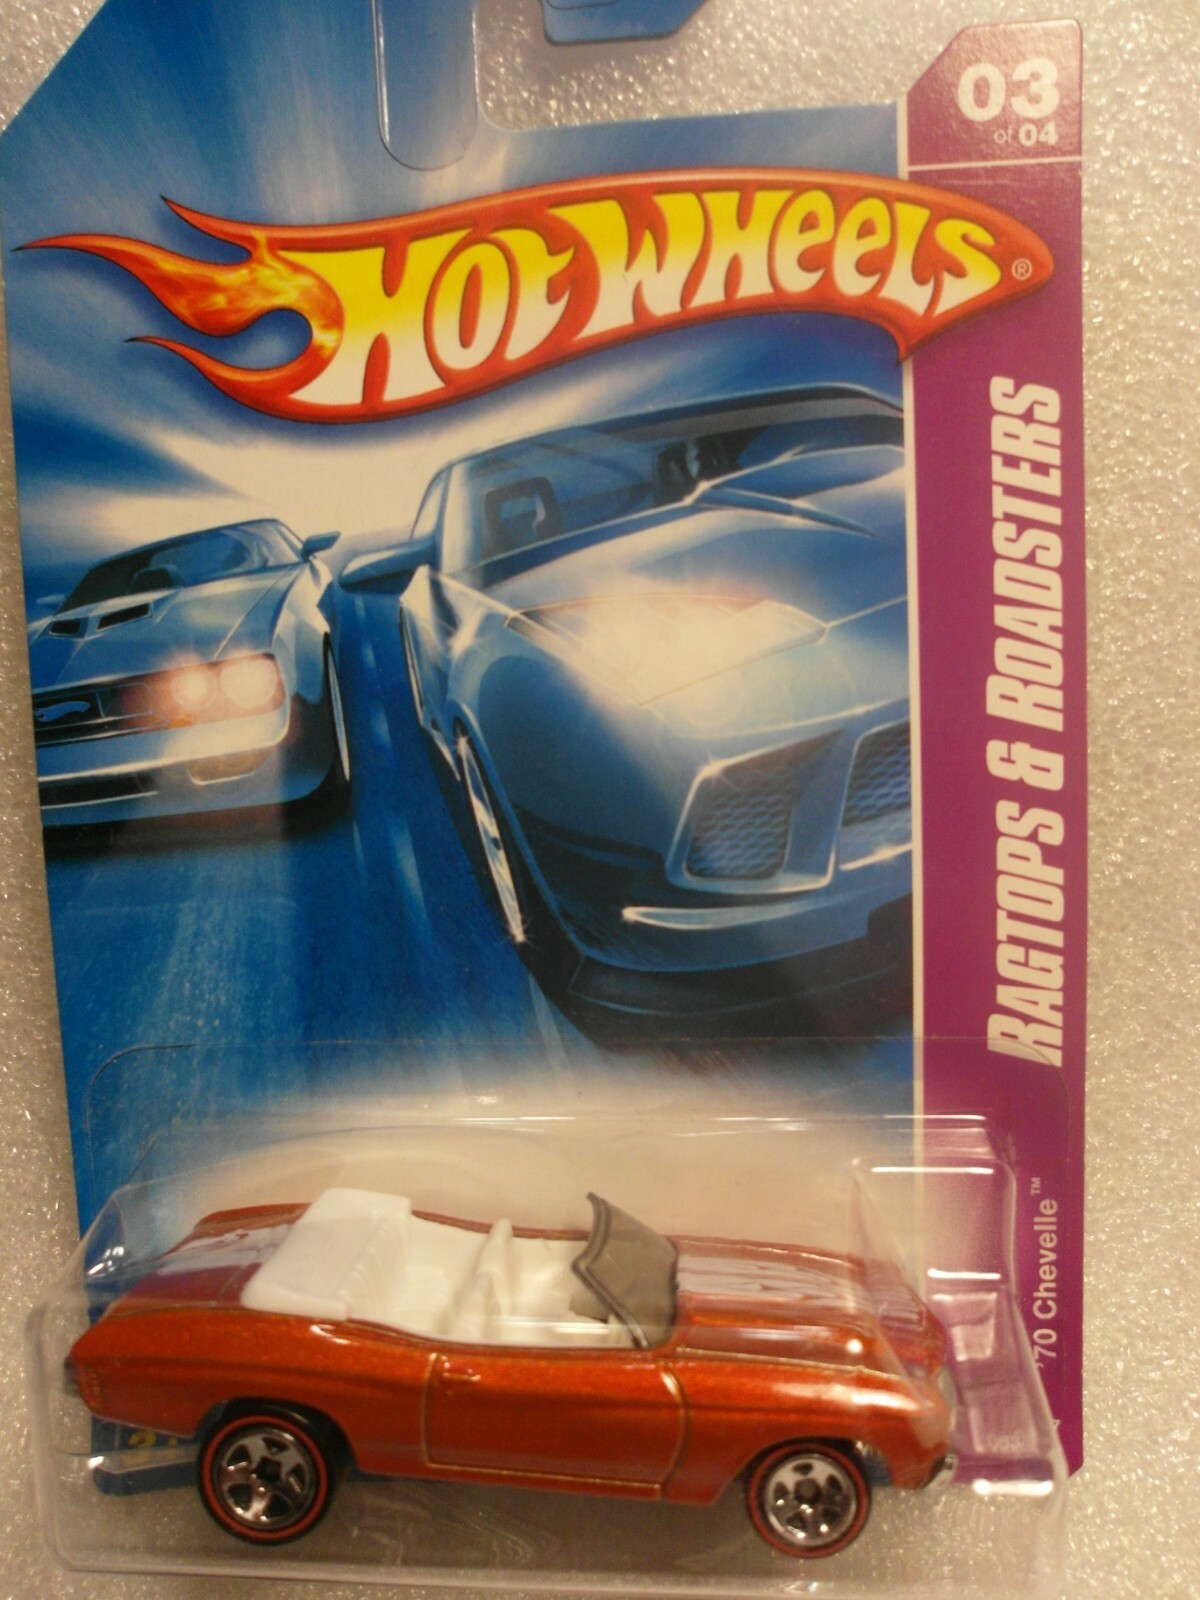 03
of 04
HOT WHEELS®
RAGTOPS & ROADSTERS
'70 Chevelle™